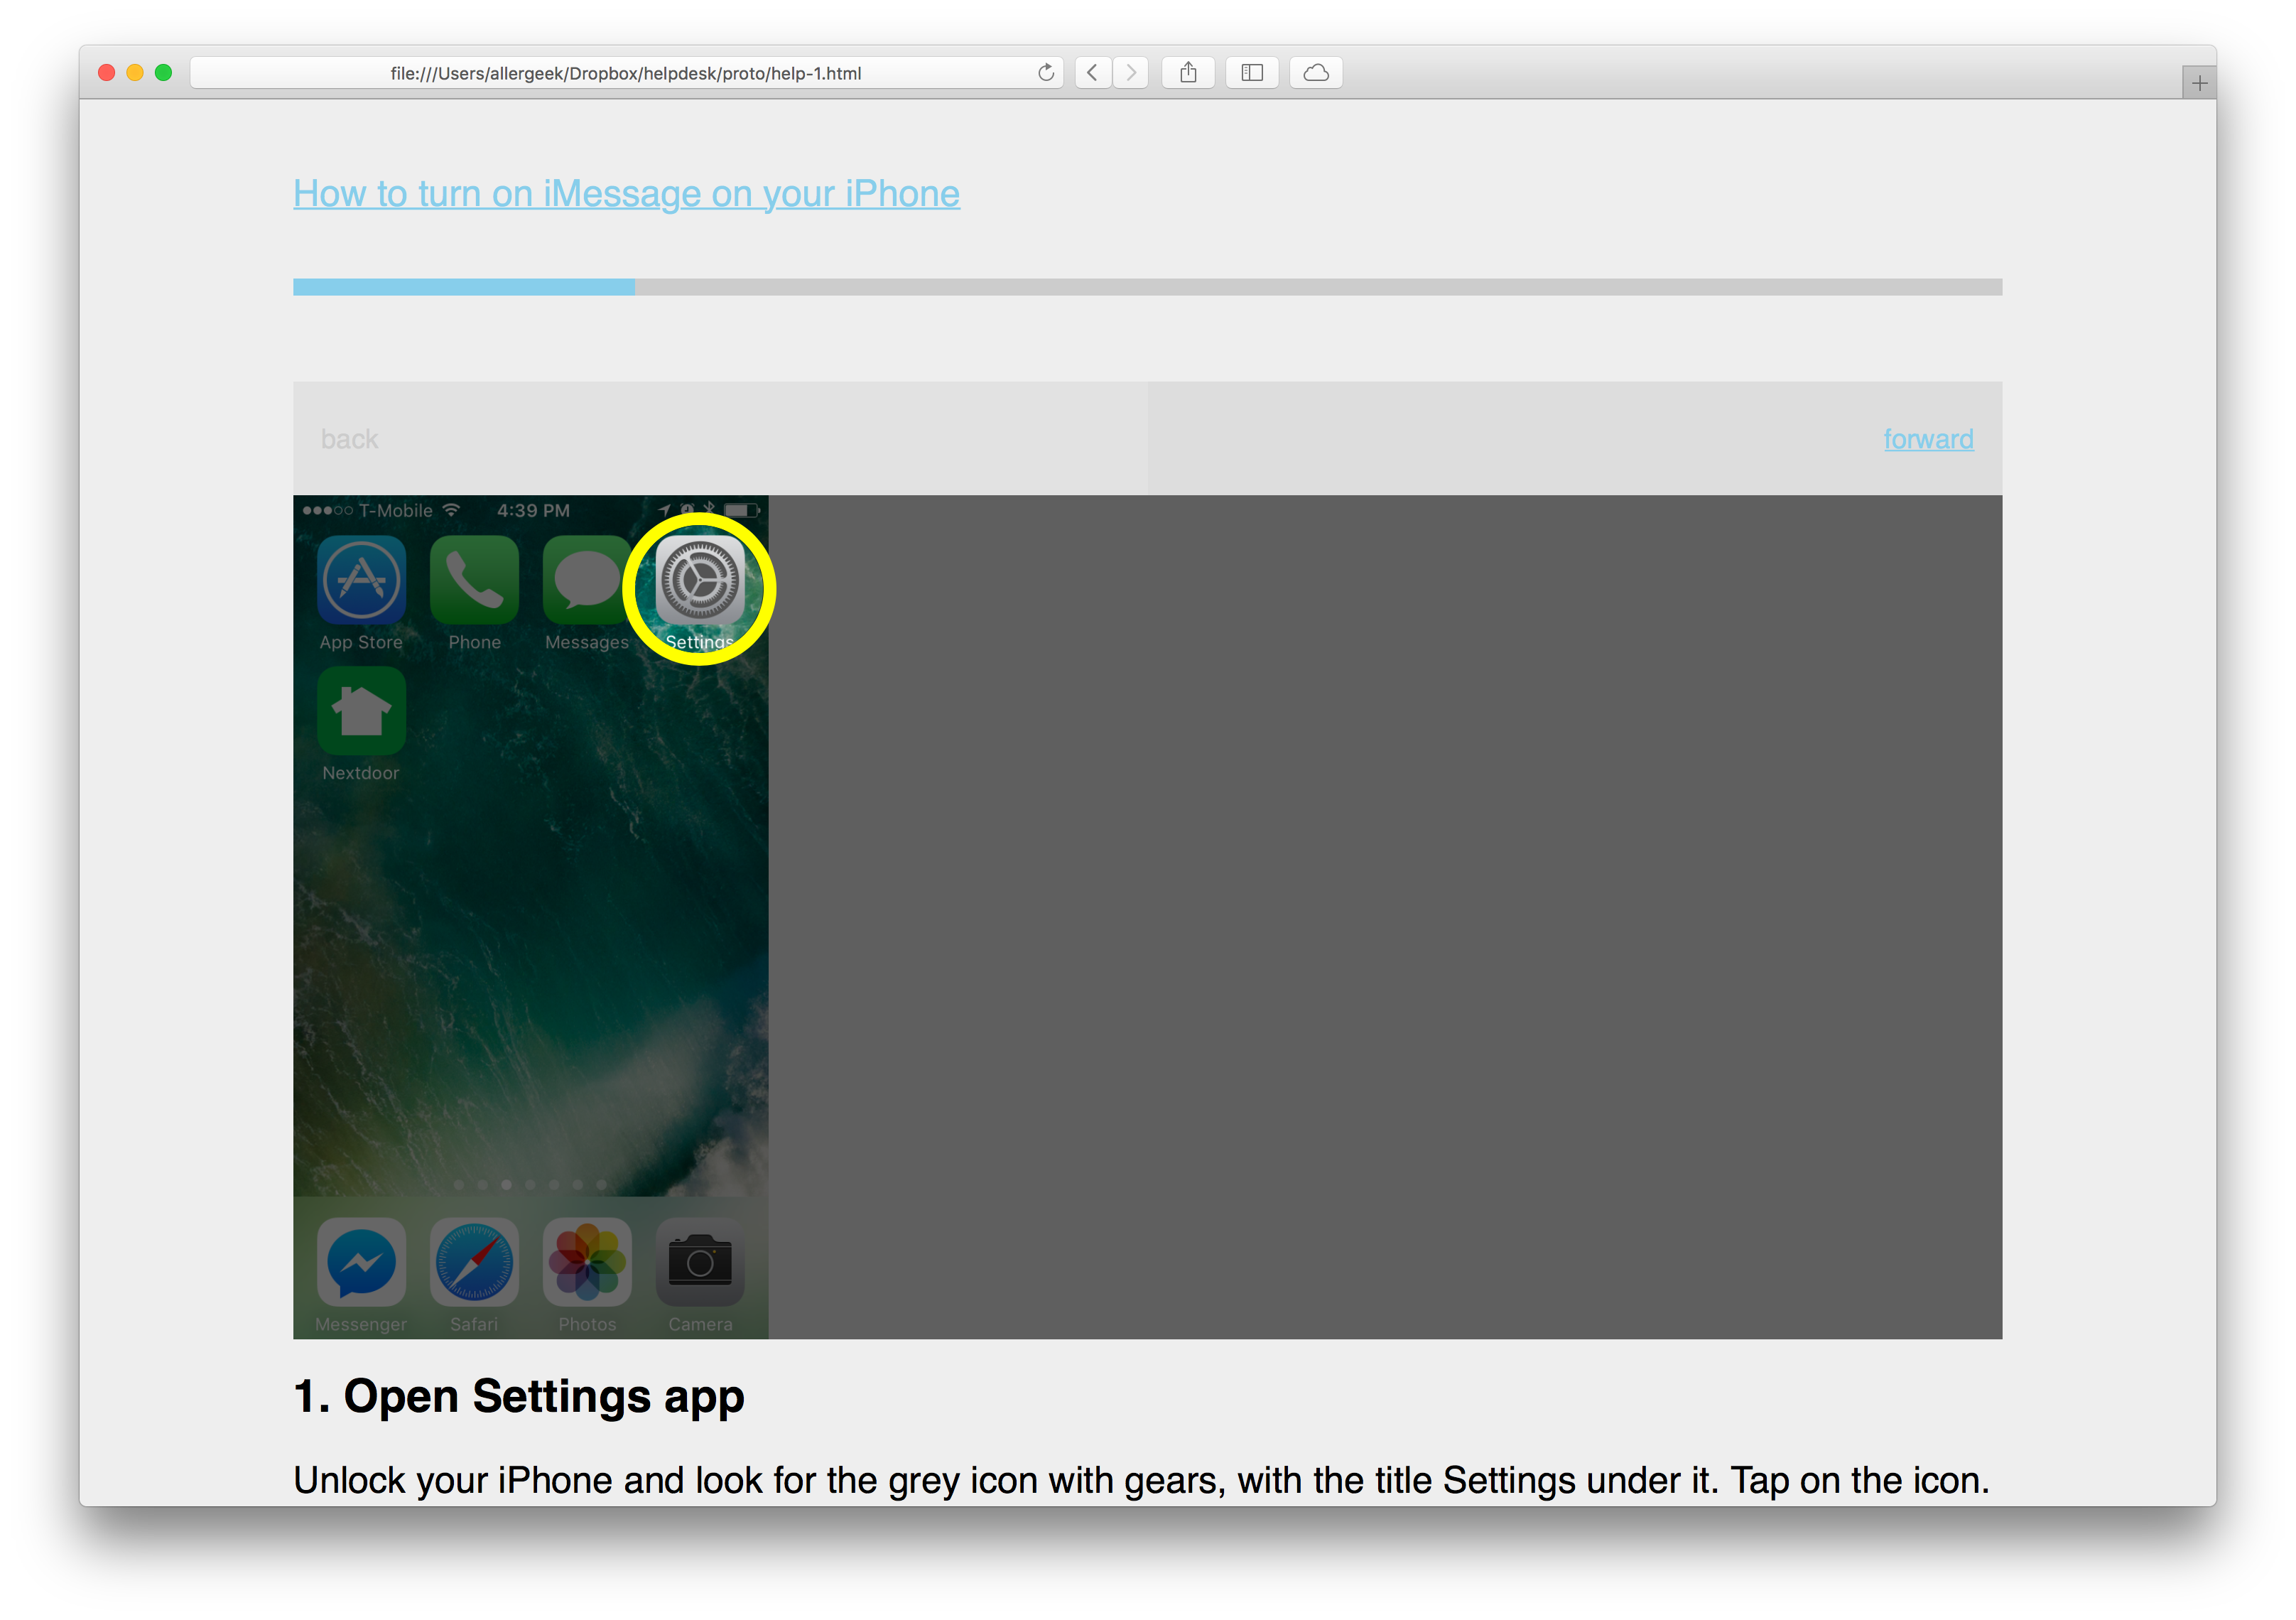 file:///Users/allergeek/Dropbox/helpdesk/proto/help-1.html
How to turn on iMessage on your iPhone
back
forward
T-Mobile 4:39 PM
App Store Phone Messages Settings
Nextdoor
Messenger Safari Photos Camera
1. Open Settings app
Unlock your iPhone and look for the grey icon with gears, with the title Settings under it. Tap on the icon.